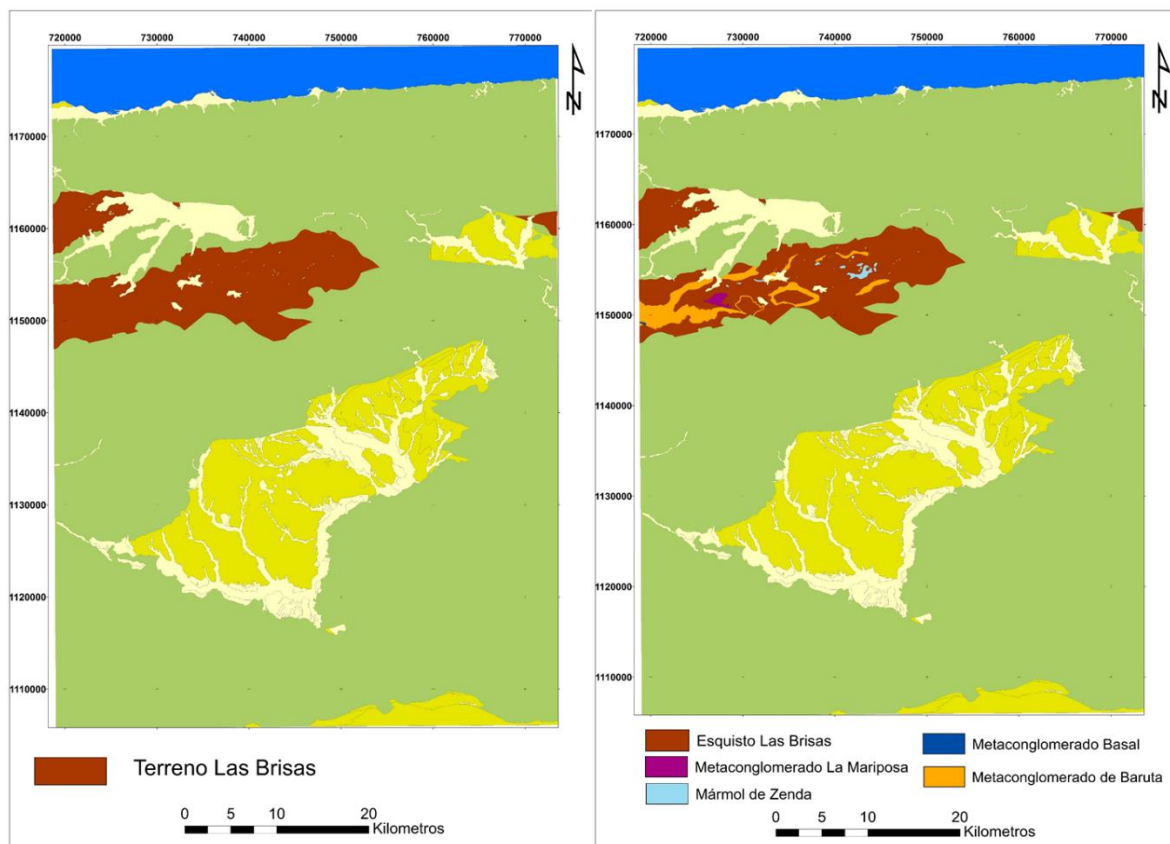 720000 730000 740000 750000 760000 770000
N
1170000
1160000
1150000
1140000
1130000
1120000
1110000
Terreno Las Brisas
0 5 10 20
Kilometros
720000 730000 740000 750000 760000 770000
N
1170000
1160000
1150000
1140000
1130000
1120000
1110000
Esquisto Las Brisas
Metaconglomerado La Mariposa
Mármol de Zenda
Metaconglomerado Basal
Metaconglomerado de Baruta
0 5 10 20
Kilometros